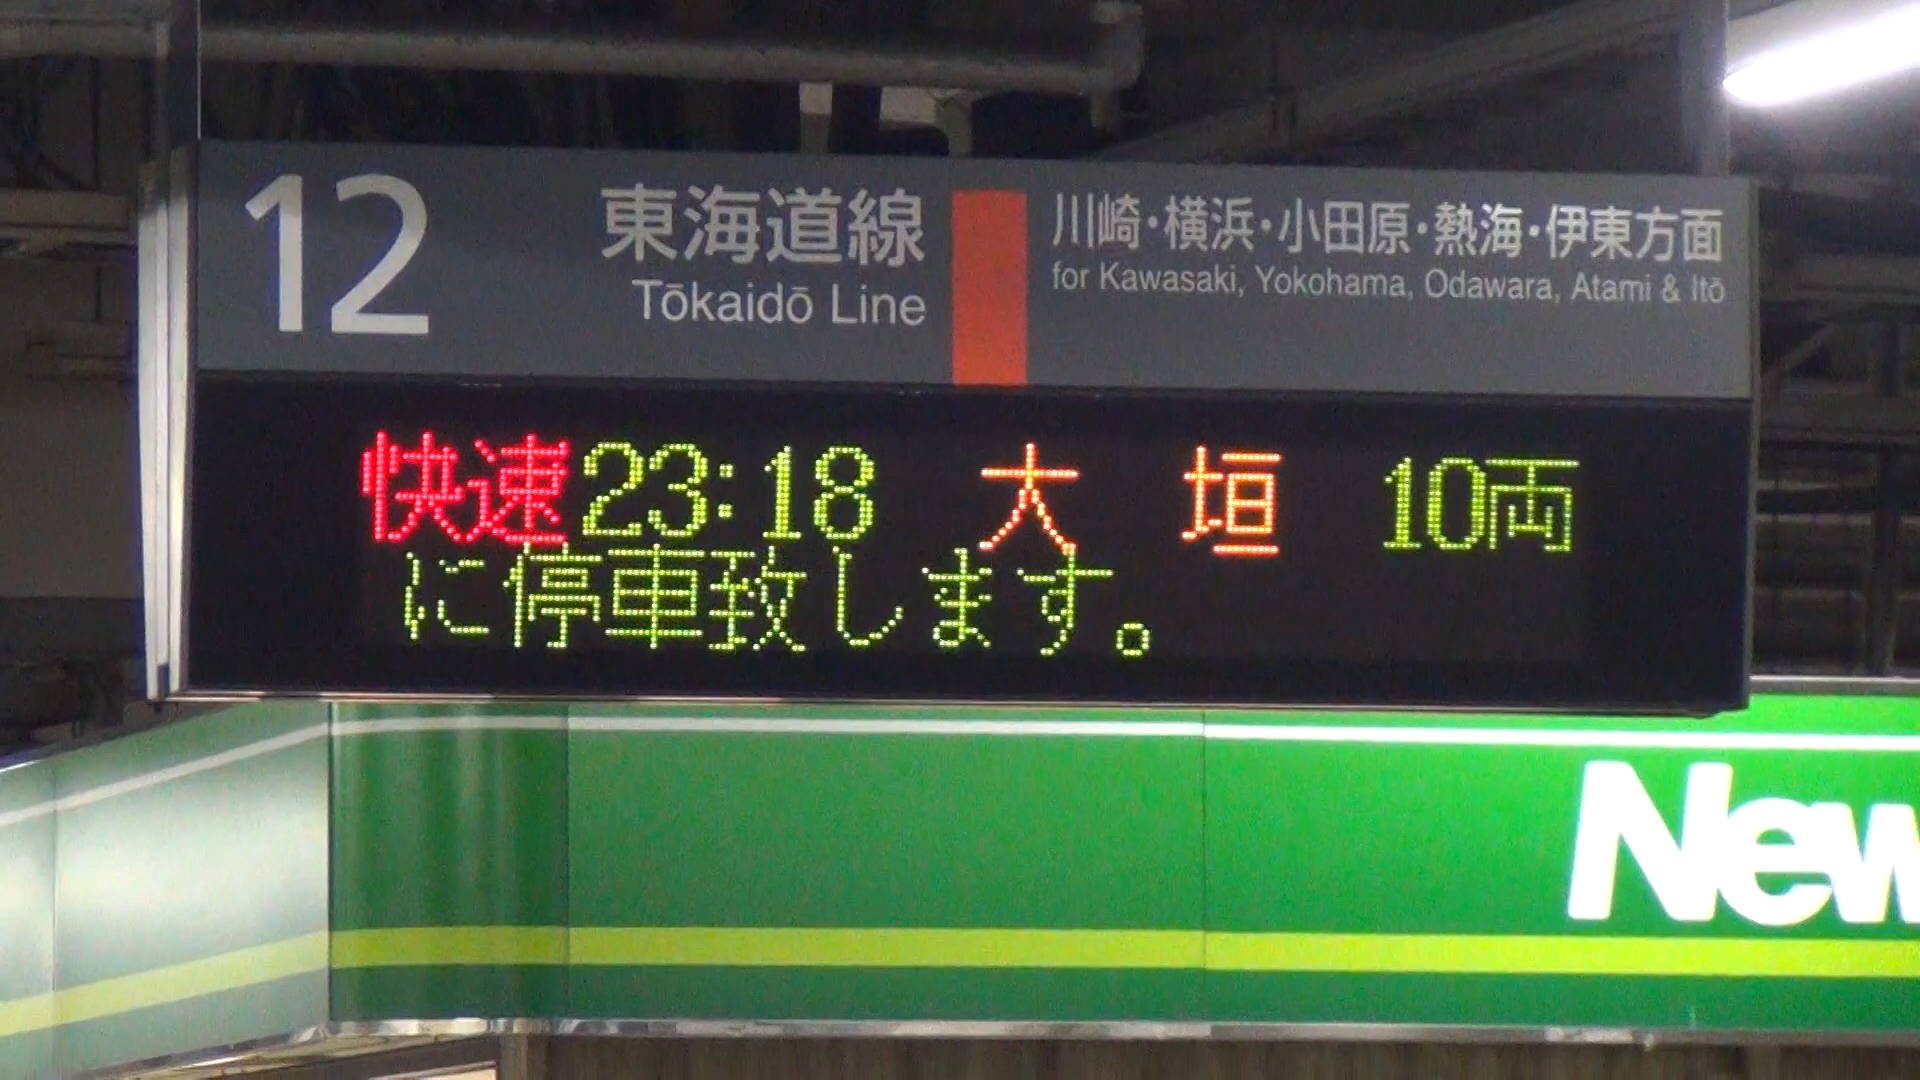 12
東海道線
Tōkaidō Line
川崎・横浜・小田原・熱海・伊東方面
for Kawasaki, Yokohama, Odawara, Atami & Itō
快速23:18 大 垣 10両
に停車致します。
New